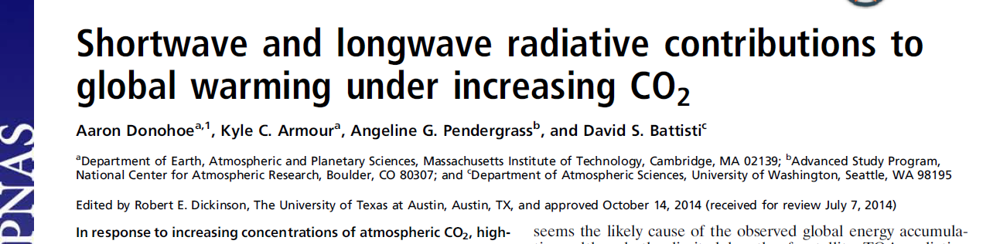 Shortwave and longwave radiative contributions to
global warming under increasing CO₂
Aaron Donohoeᵃ,¹, Kyle C. Armourᵃ, Angeline G. Pendergrassᵇ, and David S. Battistiᶜ
ᵃDepartment of Earth, Atmospheric and Planetary Sciences, Massachusetts Institute of Technology, Cambridge, MA 02139; ᵇAdvanced Study Program,
National Center for Atmospheric Research, Boulder, CO 80307; and ᶜDepartment of Atmospheric Sciences, University of Washington, Seattle, WA 98195
Edited by Robert E. Dickinson, The University of Texas at Austin, Austin, TX, and approved October 14, 2014 (received for review July 7, 2014)
In response to increasing concentrations of atmospheric CO₂, high-
seems the likely cause of the observed global energy accumula-
PNAS